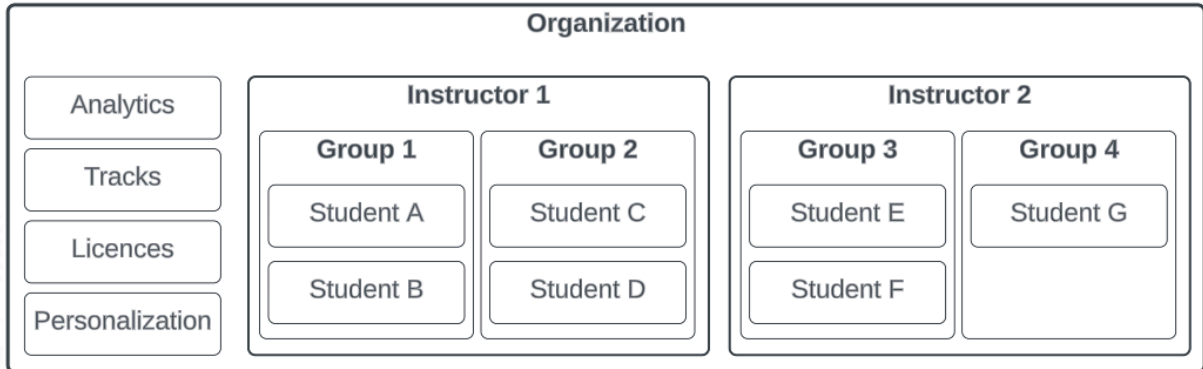 Organization
Analytics
Tracks
Licences
Personalization
Instructor 1
Group 1
Student A
Student B
Group 2
Student C
Student D
Instructor 2
Group 3
Student E
Student F
Group 4
Student G